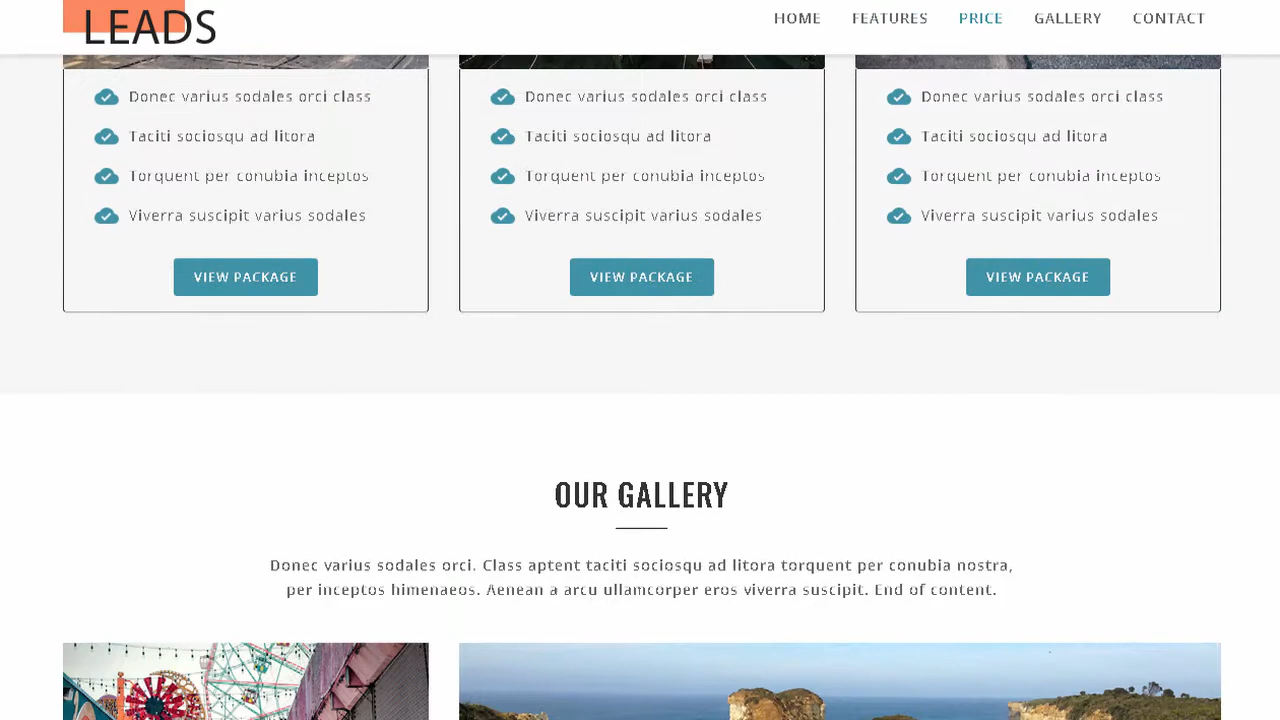 LEADS
HOME FEATURES PRICE GALLERY CONTACT
Donec varius sodales orci class
Taciti sociosqu ad litora
Torquent per conubia inceptos
Viverra suscipit varius sodales
VIEW PACKAGE
Donec varius sodales orci class
Taciti sociosqu ad litora
Torquent per conubia inceptos
Viverra suscipit varius sodales
VIEW PACKAGE
Donec varius sodales orci class
Taciti sociosqu ad litora
Torquent per conubia inceptos
Viverra suscipit varius sodales
VIEW PACKAGE
OUR GALLERY
Donec varius sodales orci. Class aptent taciti sociosqu ad litora torquent per conubia nostra,
per inceptos himenaeos. Aenean a arcu ullamcorper eros viverra suscipit. End of content.